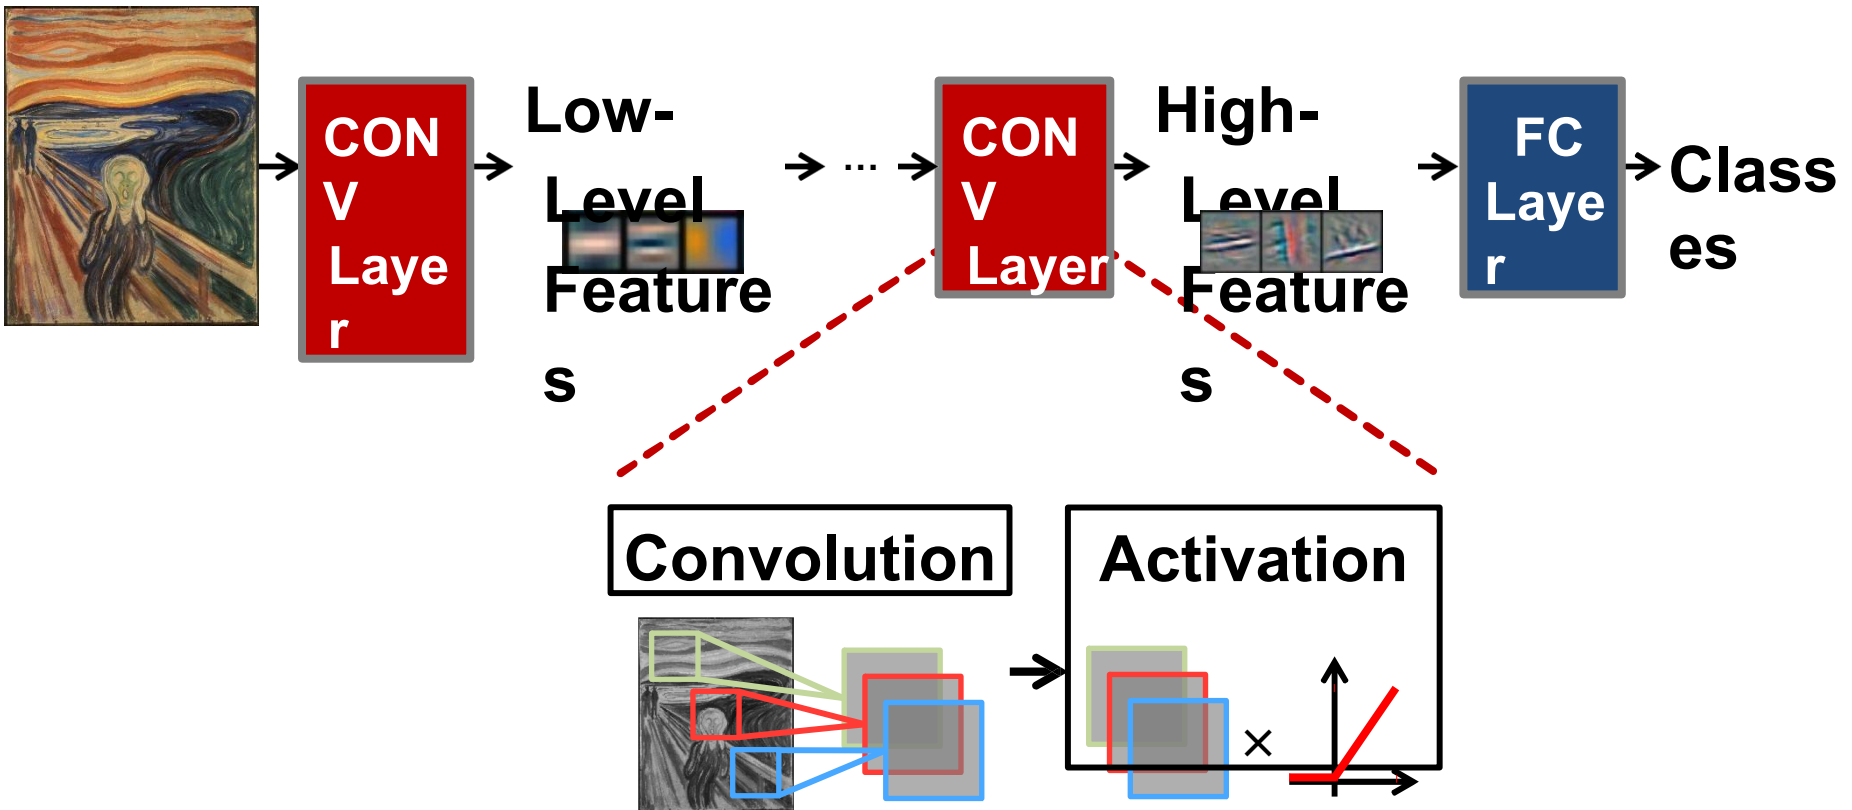 CON
V
Laye
r
Low-
Level
Feature
s
...
CON
V
Layer
High-
Level
Feature
s
FC
Laye
r
Class
es
Convolution
Activation
×